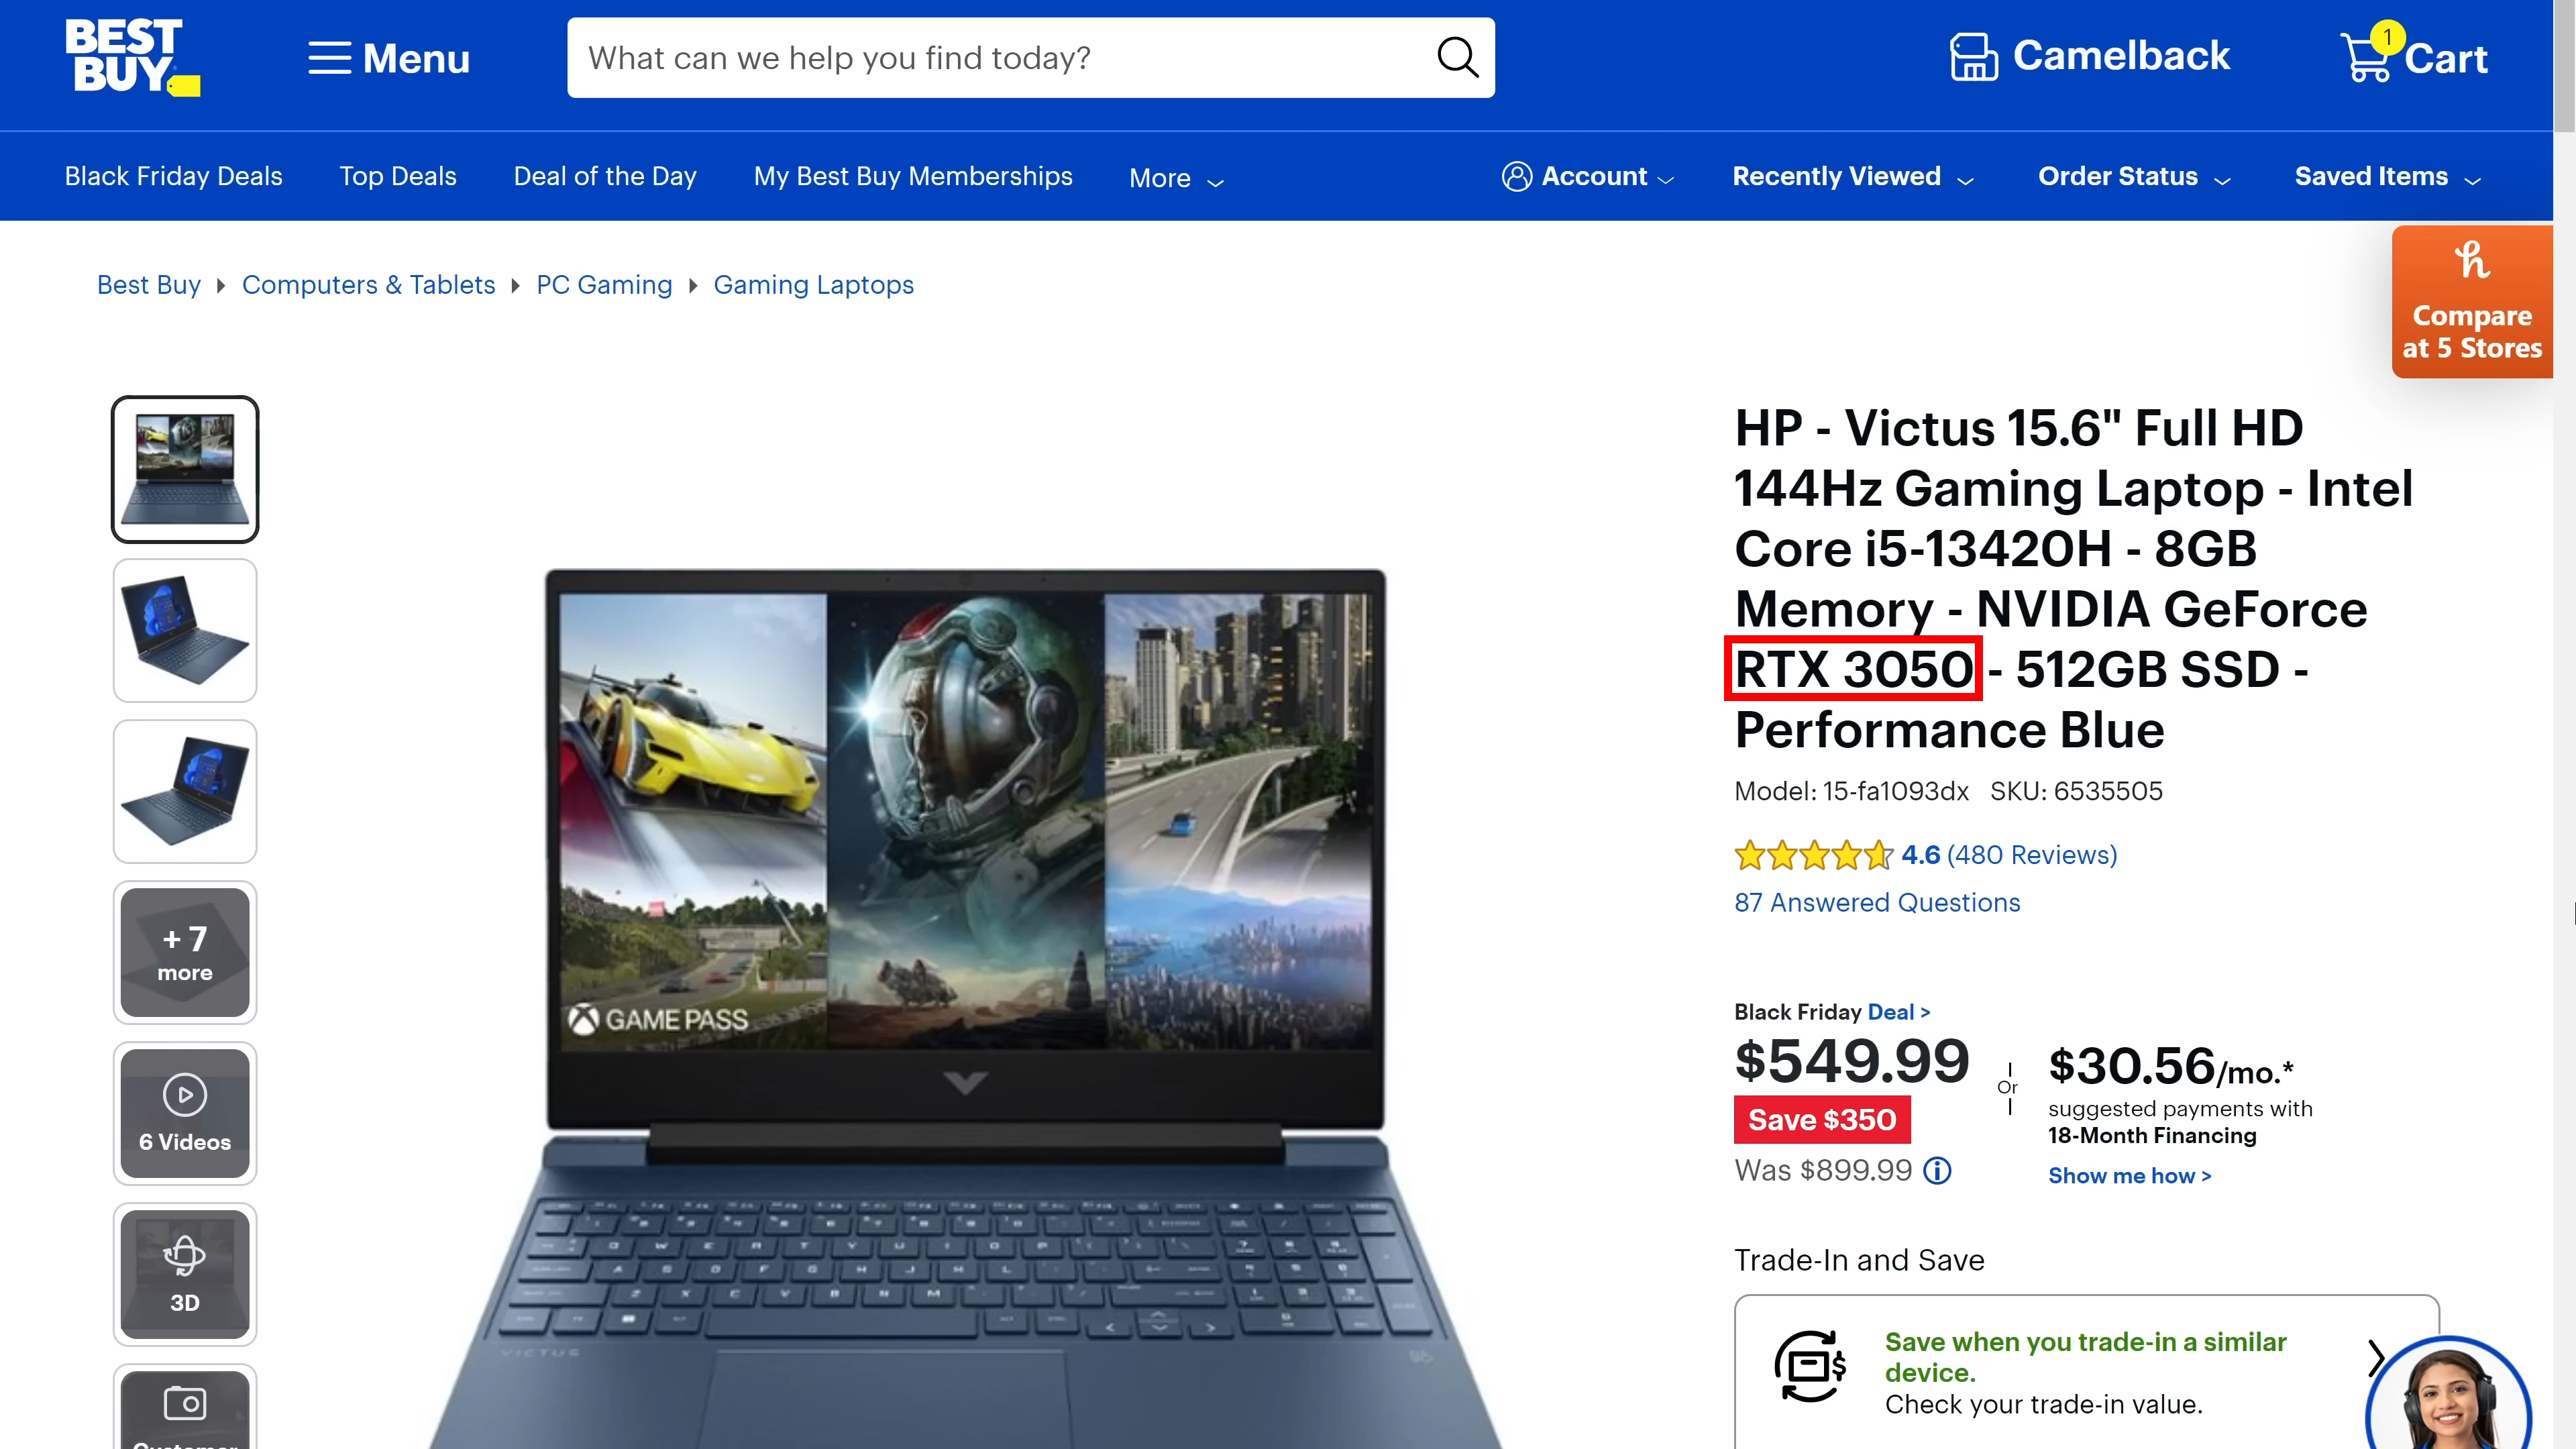 BEST
BUY
Menu
What can we help you find today?
Camelback
1
Cart
Black Friday Deals
Top Deals
Deal of the Day
My Best Buy Memberships
More
Account
Recently Viewed
Order Status
Saved Items
Best Buy
Computers & Tablets
PC Gaming
Gaming Laptops
Compare
at 5 Stores
HP - Victus 15.6" Full HD
144Hz Gaming Laptop - Intel
Core i5-13420H - 8GB
Memory - NVIDIA GeForce
RTX 3050 - 512GB SSD -
Performance Blue
Model: 15-fa1093dx SKU: 6535505
4.6 (480 Reviews)
87 Answered Questions
+ 7
more
GAME PASS
Black Friday Deal >
$549.99
Or
$30.56/mo.*
Save $350
suggested payments with
18-Month Financing
Was $899.99
Show me how >
6 Videos
3D
Trade-In and Save
Save when you trade-in a similar
device.
Check your trade-in value.
VICTUS